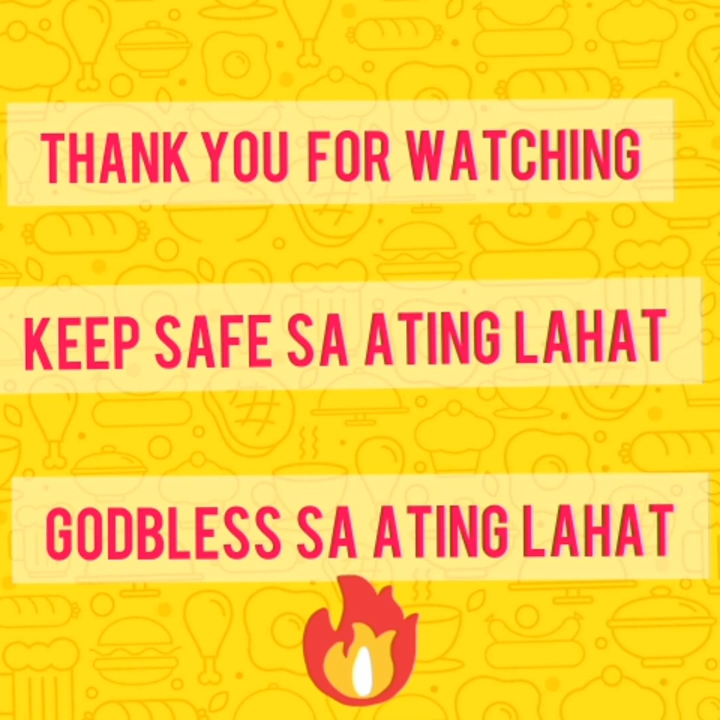 THANK YOU FOR WATCHING
KEEP SAFE SA ATING LAHAT
GODBLESS SA ATING LAHAT